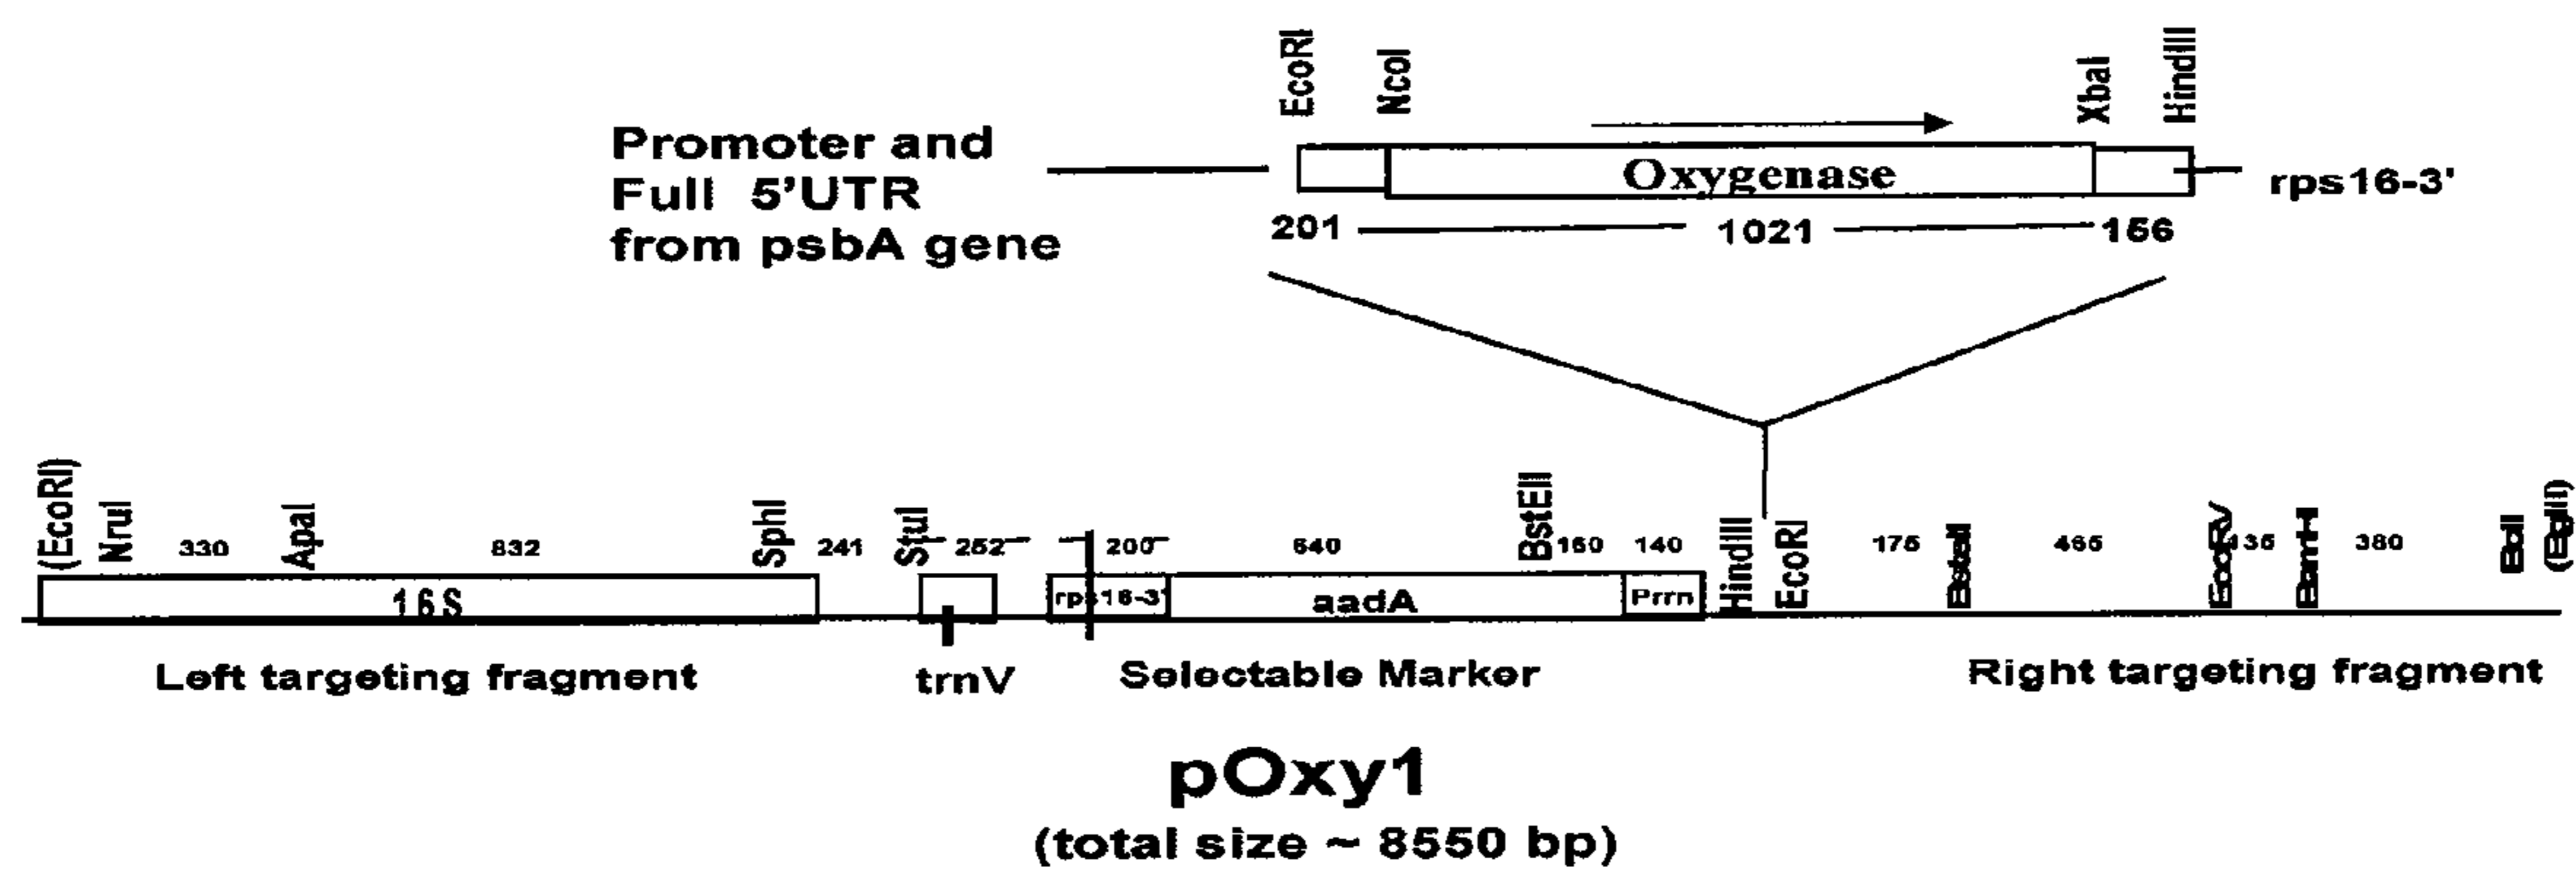 EcoRI
NcoI
XbaI
HindIII
Promoter and
Full 5'UTR
from psbA gene
Oxygenase
rps16-3'
201
1021
156
(EcoRI)
NruI
330
ApaI
832
SphI
241
StuI
252
200
640
BstEII
160
140
HindIII
EcoRI
175
BsteII
465
EcoRV
135
BamHI
380
(BglII)
16S
rps16-3'
aadA
Prrn
Left targeting fragment
trnV
Selectable Marker
Right targeting fragment
pOxy1
(total size ~ 8550 bp)